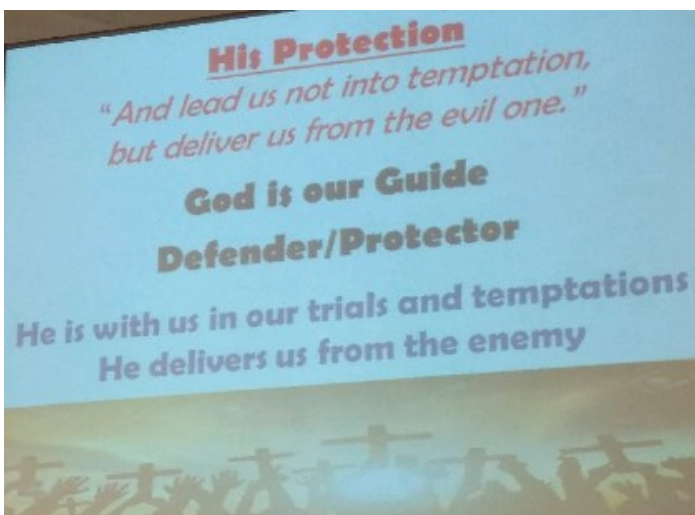 His Protection
“And lead us not into temptation,
but deliver us from the evil one.”
God is our Guide
Defender/Protector
He is with us in our trials and temptations
He delivers us from the enemy